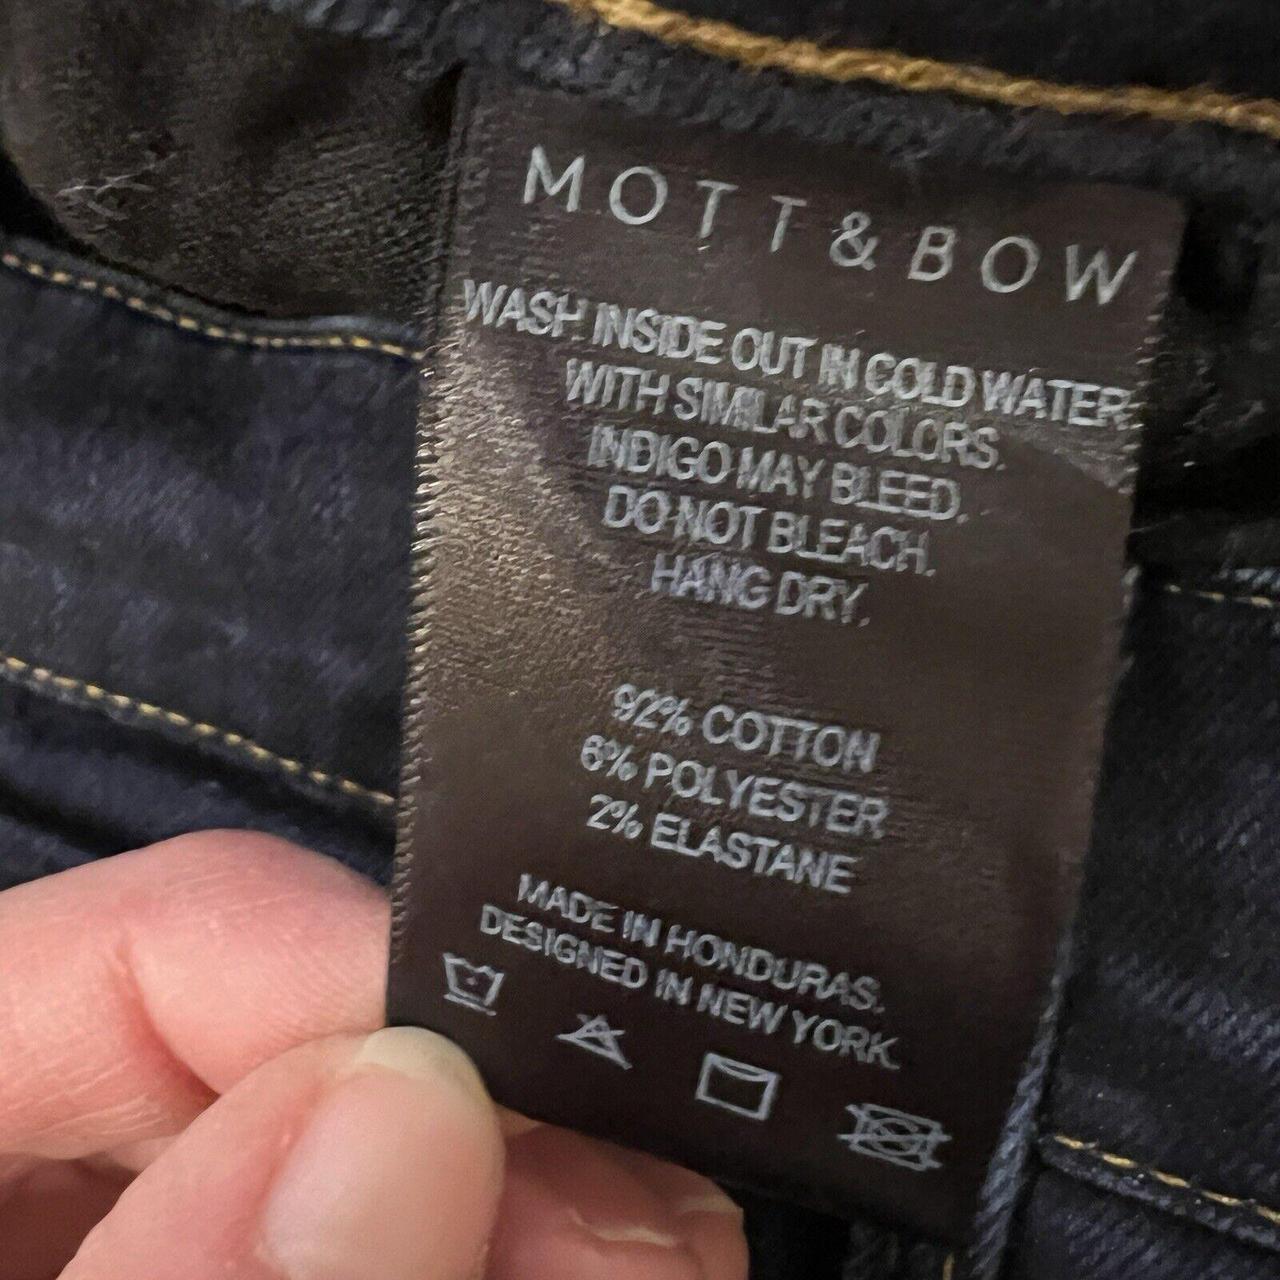 MOTT & BOW
WASH INSIDE OUT IN COLD WATER
WITH SIMILAR COLORS.
INDIGO MAY BLEED.
DO NOT BLEACH.
HANG DRY.
92% COTTON
6% POLYESTER
2% ELASTANE
MADE IN HONDURAS.
DESIGNED IN NEW YORK.